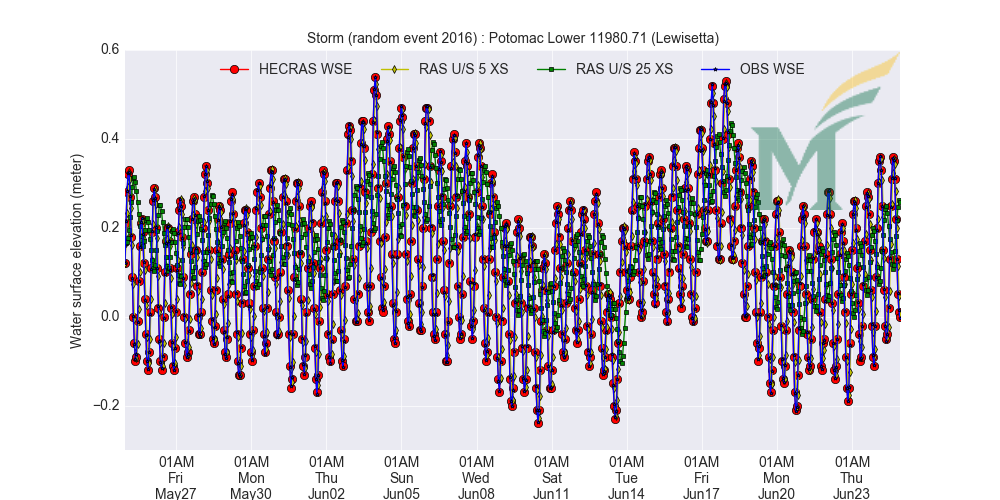 Storm (random event 2016) : Potomac Lower 11980.71 (Lewisetta)
HECRAS WSE RAS U/S 5 XS RAS U/S 25 XS OBS WSE
M
Water surface elevation (meter)
0.6
0.4
0.2
0.0
−0.2
01AM 01AM 01AM 01AM 01AM 01AM 01AM 01AM 01AM 01AM
Fri Mon Thu Sun Wed Sat Tue Fri Mon Thu
May27 May30 Jun02 Jun05 Jun08 Jun11 Jun14 Jun17 Jun20 Jun23